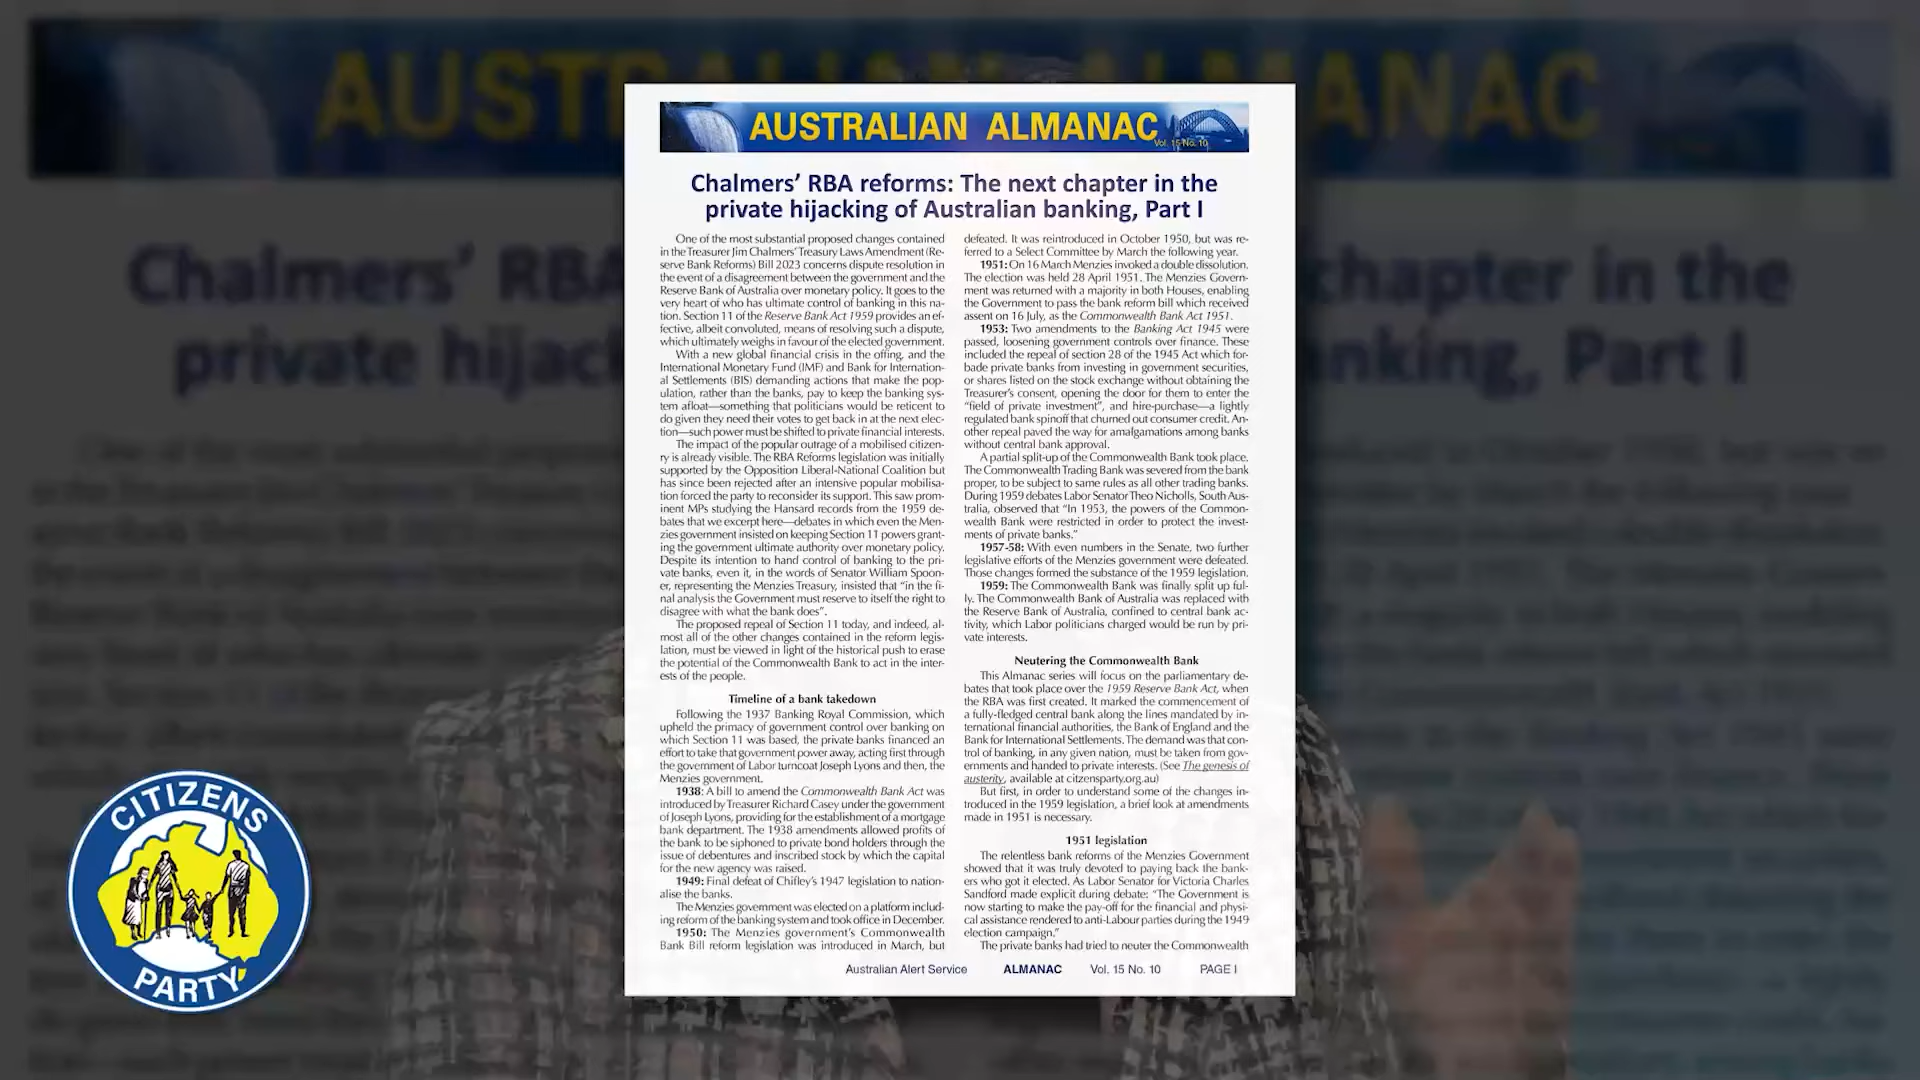 AUSTRALIAN ALMANAC
Vol. 15 No. 10
Chalmers’ RBA reforms: The next chapter in the
private hijacking of Australian banking, Part I
One of the most substantial proposed changes contained
in the Treasurer Jim Chalmers’ Treasury Laws Amendment (Re-
serve Bank Reforms) Bill 2023 concerns dispute resolution in
the event of a disagreement between the government and the
Reserve Bank of Australia over monetary policy. It goes to the
very heart of who has ultimate control of banking in this na-
tion. Section 11 of the Reserve Bank Act 1959 provides an ef-
fective, albeit convoluted, means of resolving such a dispute,
which ultimately weighs in favour of the elected government.
With a new global financial crisis in the offing, and the
International Monetary Fund (IMF) and Bank for Internation-
al Settlements (BIS) demanding actions that make the pop-
ulation, rather than the banks, pay to keep the banking sys-
tem afloat—something that politicians would be reticent to
do given they need their votes to get back in at the next elec-
tion—such power must be shifted to private financial interests.
The impact of the popular outrage of a mobilised citizen-
ry is already visible. The RBA Reforms legislation was initially
supported by the Opposition Liberal-National Coalition but
has since been rejected after an intensive popular mobilisa-
tion forced the party to reconsider its support. This saw prom-
inent MPs studying the Hansard records from the 1959 de-
bates that we excerpt here—debates in which even the Men-
zies government insisted on keeping Section 11 powers grant-
ing the government ultimate authority over monetary policy.
Despite its intention to hand control of banking to the pri-
vate banks, even it, in the words of Senator William Spoon-
er, representing the Menzies Treasury, insisted that “in the fi-
nal analysis the Government must reserve to itself the right to
disagree with what the bank does”.
The proposed repeal of Section 11 today, and indeed, al-
most all of the other changes contained in the reform legis-
lation, must be viewed in light of the historical push to erase
the potential of the Commonwealth Bank to act in the inter-
ests of the people.
Timeline of a bank takedown
Following the 1937 Banking Royal Commission, which
upheld the primacy of government control over banking on
which Section 11 was based, the private banks financed an
effort to take that government power away, acting first through
the government of Labor turncoat Joseph Lyons and then, the
Menzies government.
1938: A bill to amend the Commonwealth Bank Act was
introduced by Treasurer Richard Casey under the government
of Joseph Lyons, providing for the establishment of a mortgage
bank department. The 1938 amendments allowed profits of
the bank to be siphoned to private bond holders through the
issue of debentures and inscribed stock by which the capital
for the new agency was raised.
1949: Final defeat of Chifley’s 1947 legislation to nation-
alise the banks.
The Menzies government was elected on a platform includ-
ing reform of the banking system and took office in December.
1950: The Menzies government’s Commonwealth
Bank Bill reform legislation was introduced in March, but
defeated. It was reintroduced in October 1950, but was re-
ferred to a Select Committee by March the following year.
1951: On 16 March Menzies invoked a double dissolution.
The election was held 28 April 1951. The Menzies Govern-
ment was returned with a majority in both Houses, enabling
the Government to pass the bank reform bill which received
assent on 16 July, as the Commonwealth Bank Act 1951.
1953: Two amendments to the Banking Act 1945 were
passed, loosening government controls over finance. These
included the repeal of section 28 of the 1945 Act which for-
bade private banks from investing in government securities,
or shares listed on the stock exchange without obtaining the
Treasurer’s consent, opening the door for them to enter the
“field of private investment”, and hire-purchase—a lightly
regulated bank spinoff that churned out consumer credit. An-
other repeal paved the way for amalgamations among banks
without central bank approval.
A partial split-up of the Commonwealth Bank took place.
The Commonwealth Trading Bank was severed from the bank
proper, to be subject to same rules as all other trading banks.
During 1959 debates Labor Senator Theo Nicholls, South Aus-
tralia, observed that “In 1953, the powers of the Common-
wealth Bank were restricted in order to protect the invest-
ments of private banks.”
1957-58: With even numbers in the Senate, two further
legislative efforts of the Menzies government were defeated.
Those changes formed the substance of the 1959 legislation.
1959: The Commonwealth Bank was finally split up ful-
ly. The Commonwealth Bank of Australia was replaced with
the Reserve Bank of Australia, confined to central bank ac-
tivity, which Labor politicians charged would be run by pri-
vate interests.
Neutering the Commonwealth Bank
This Almanac series will focus on the parliamentary de-
bates that took place over the 1959 Reserve Bank Act, when
the RBA was first created. It marked the commencement of
a fully-fledged central bank along the lines mandated by in-
ternational financial authorities, the Bank of England and the
Bank for International Settlements. The demand was that con-
trol of banking, in any given nation, must be taken from gov-
ernments and handed to private interests. (See The genesis of
austerity, available at citizensparty.org.au)
But first, in order to understand some of the changes in-
troduced in the 1959 legislation, a brief look at amendments
made in 1951 is necessary.
1951 legislation
The relentless bank reforms of the Menzies Government
showed that it was truly devoted to paying back the bank-
ers who got it elected. As Labor Senator for Victoria Charles
Sandford made explicit during debate: “The Government is
now starting to make the pay-off for the financial and physi-
cal assistance rendered to anti-Labour parties during the 1949
election campaign.”
The private banks had tried to neuter the Commonwealth
Australian Alert Service ALMANAC Vol. 15 No. 10 PAGE I
CITIZENS
PARTY